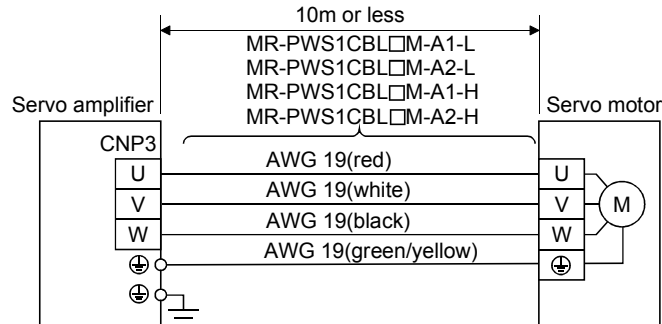 10m or less
MR-PWS1CBL□M-A1-L
MR-PWS1CBL□M-A2-L
MR-PWS1CBL□M-A1-H
MR-PWS1CBL□M-A2-H
Servo amplifier
Servo motor
CNP3
AWG 19(red)
U
U
AWG 19(white)
V
V
M
AWG 19(black)
W
W
AWG 19(green/yellow)